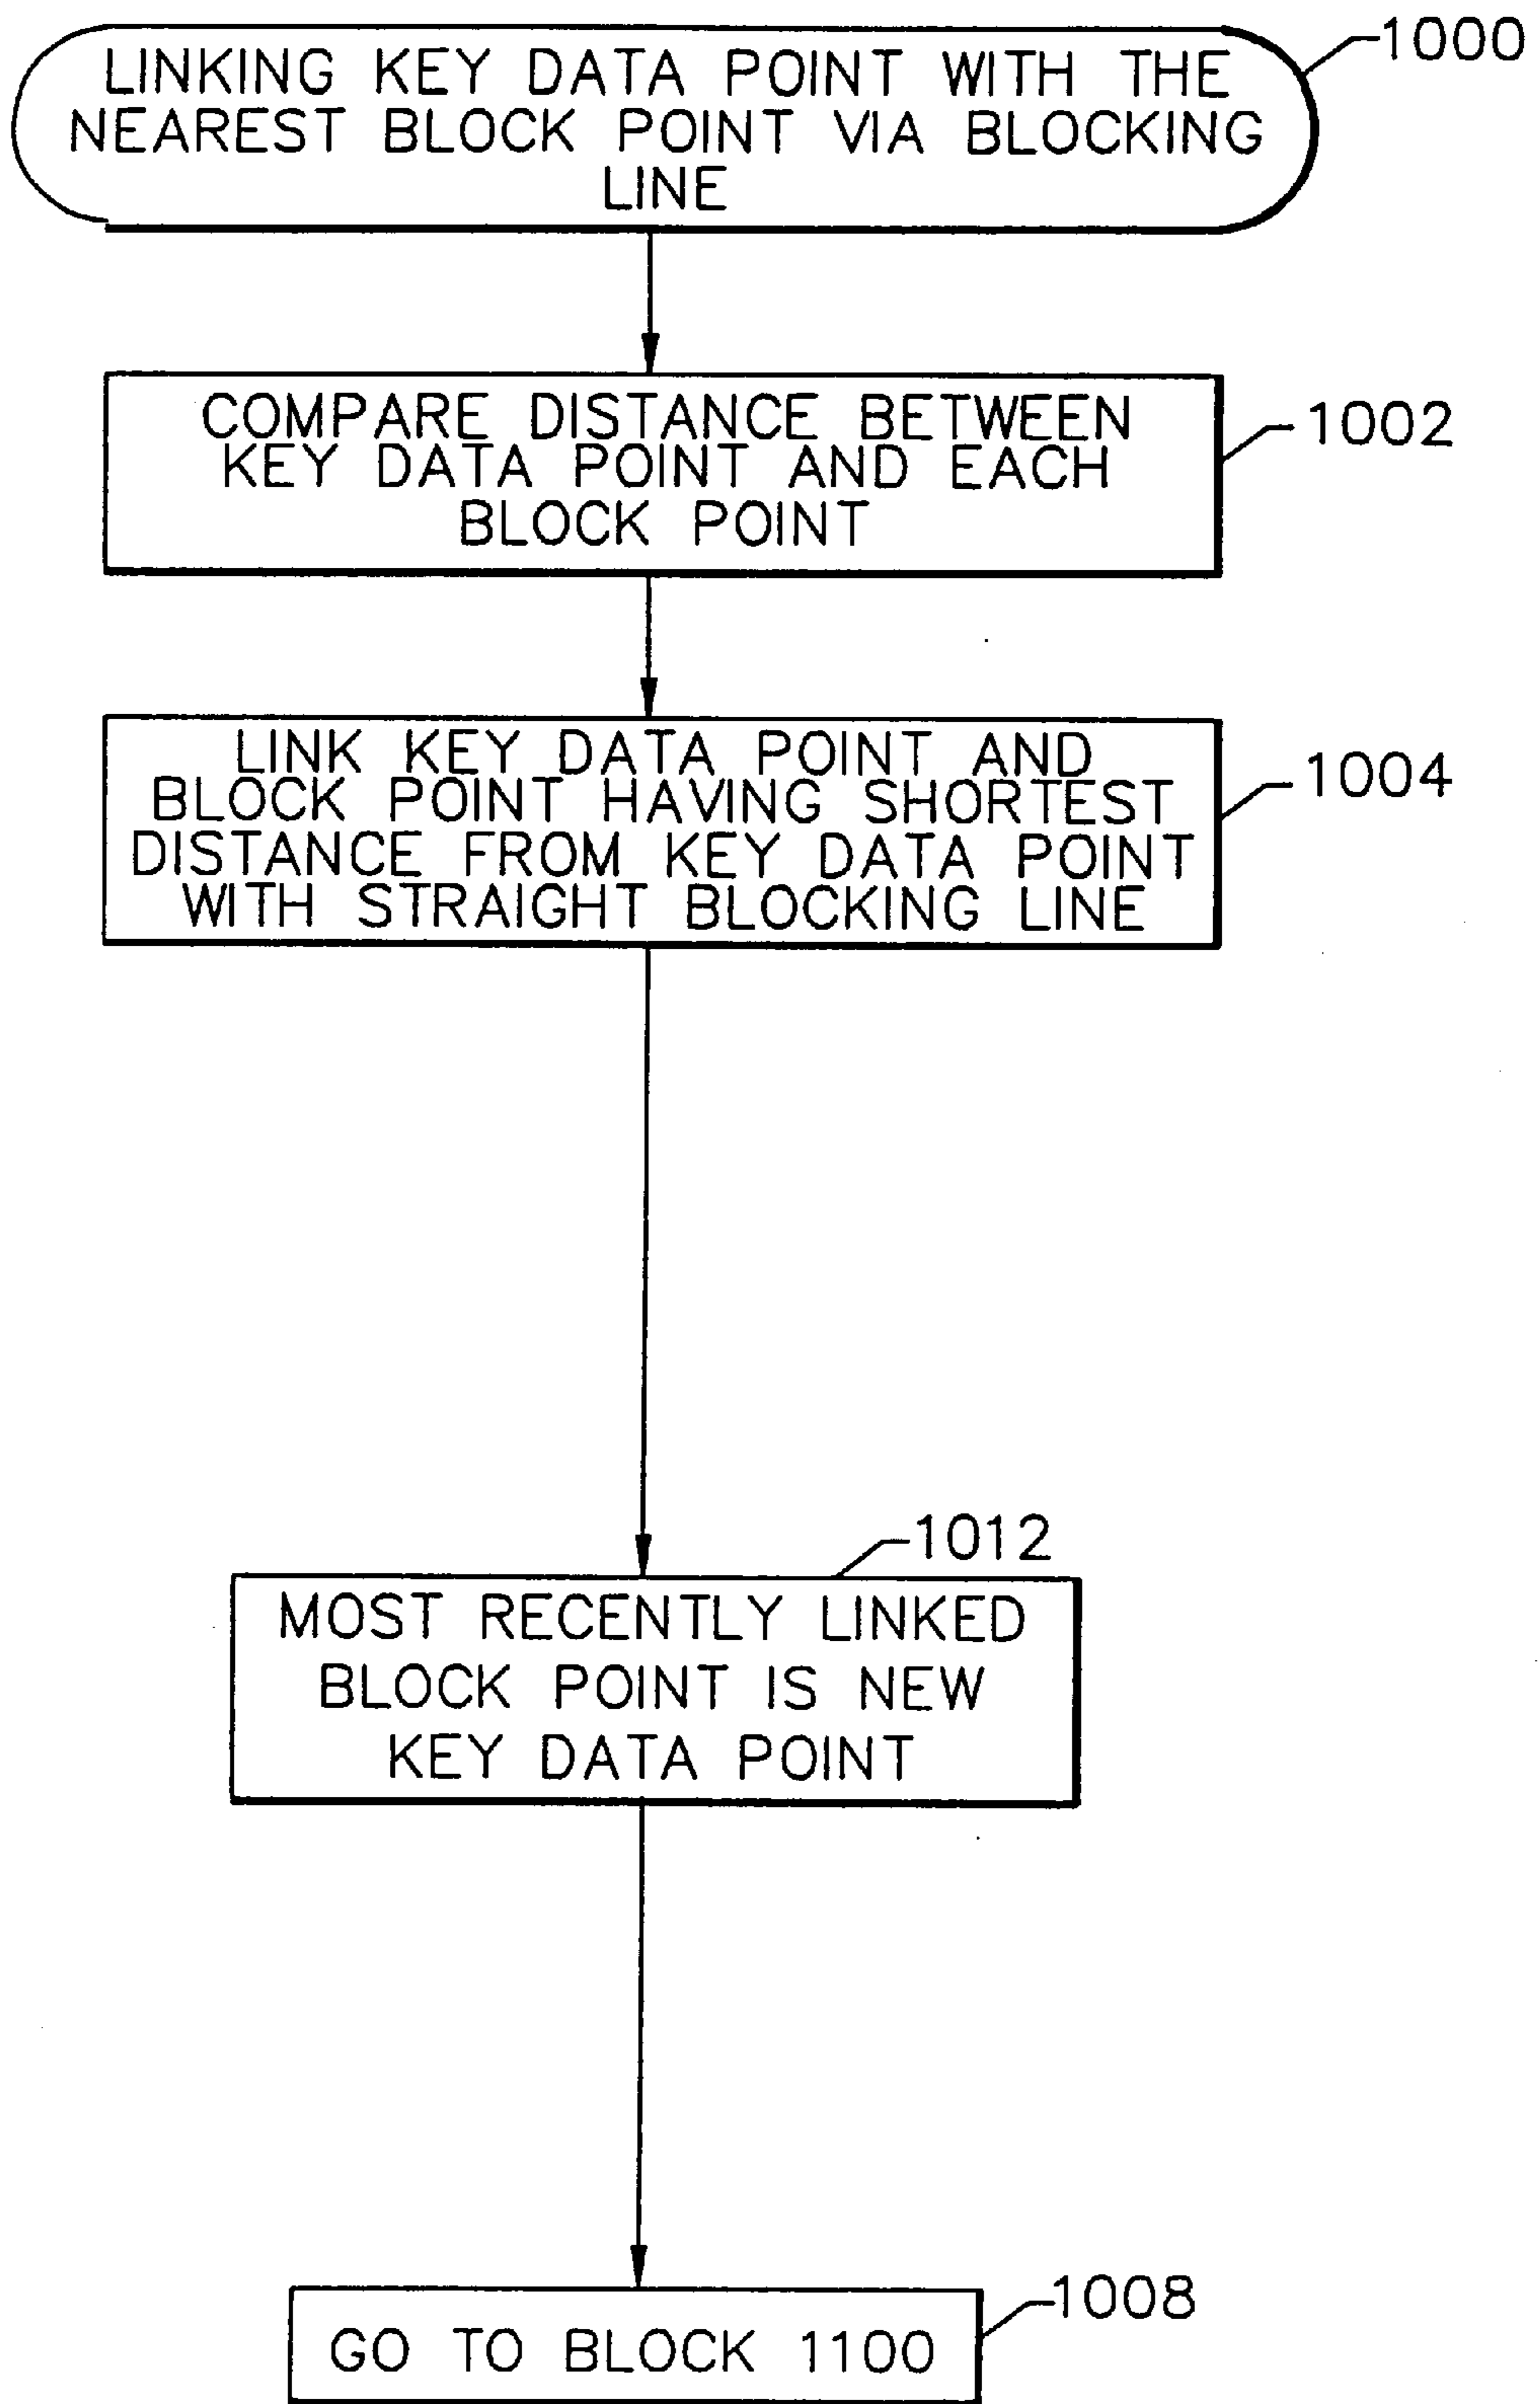 1000
LINKING KEY DATA POINT WITH THE
NEAREST BLOCK POINT VIA BLOCKING
LINE
COMPARE DISTANCE BETWEEN
KEY DATA POINT AND EACH
BLOCK POINT
1002
LINK KEY DATA POINT AND
BLOCK POINT HAVING SHORTEST
DISTANCE FROM KEY DATA POINT
WITH STRAIGHT BLOCKING LINE
1004
1012
MOST RECENTLY LINKED
BLOCK POINT IS NEW
KEY DATA POINT
1008
GO TO BLOCK 1100